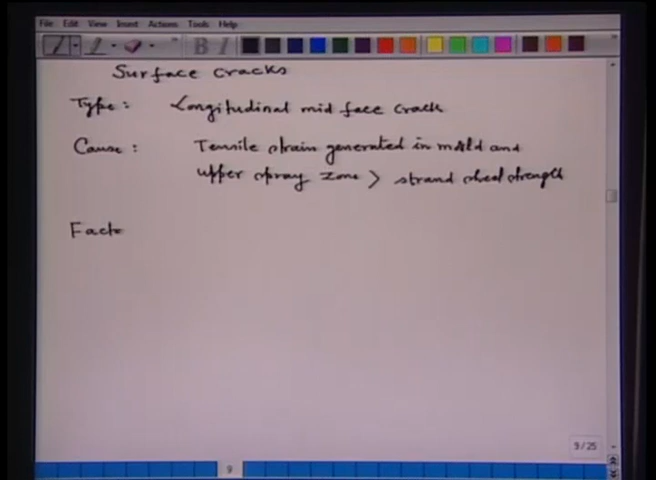 File Edit View Insert Actions Tools Help
B I
Surface cracks
Type : Longitudinal mid face crack
Cause : Tensile strain generated in mold and
upper spray zone > strand shell strength
Facto
9/25
9